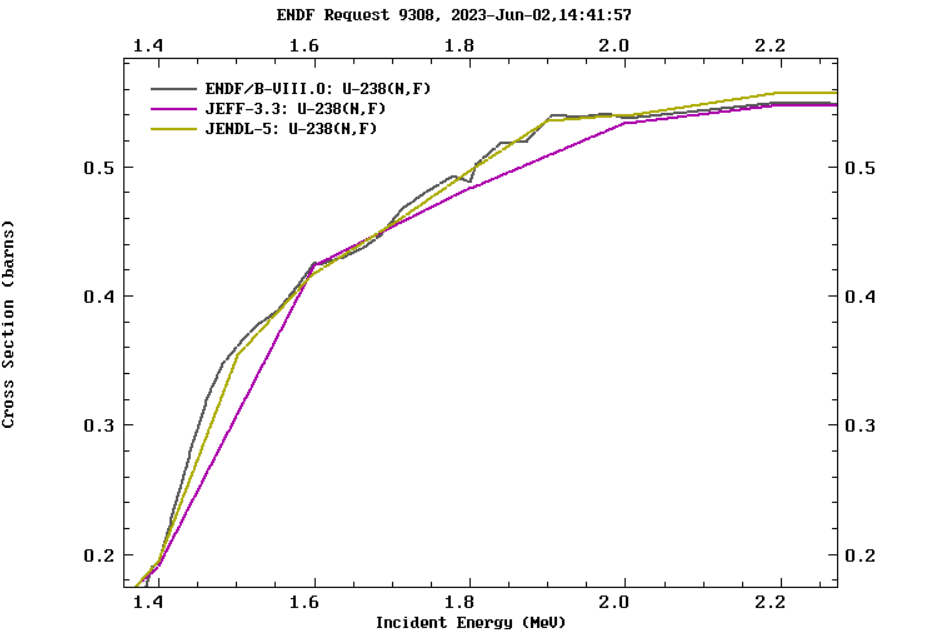 ENDF Request 9308, 2023-Jun-02,14:41:57
1.4 1.6 1.8 2.0 2.2
ENDF/B-VIII.0: U-238(N,F)
JEFF-3.3: U-238(N,F)
JENDL-5: U-238(N,F)
0.5 0.5
0.4 0.4
0.3 0.3
0.2 0.2
Cross Section (barns)
1.4 1.6 1.8 2.0 2.2
Incident Energy (MeV)